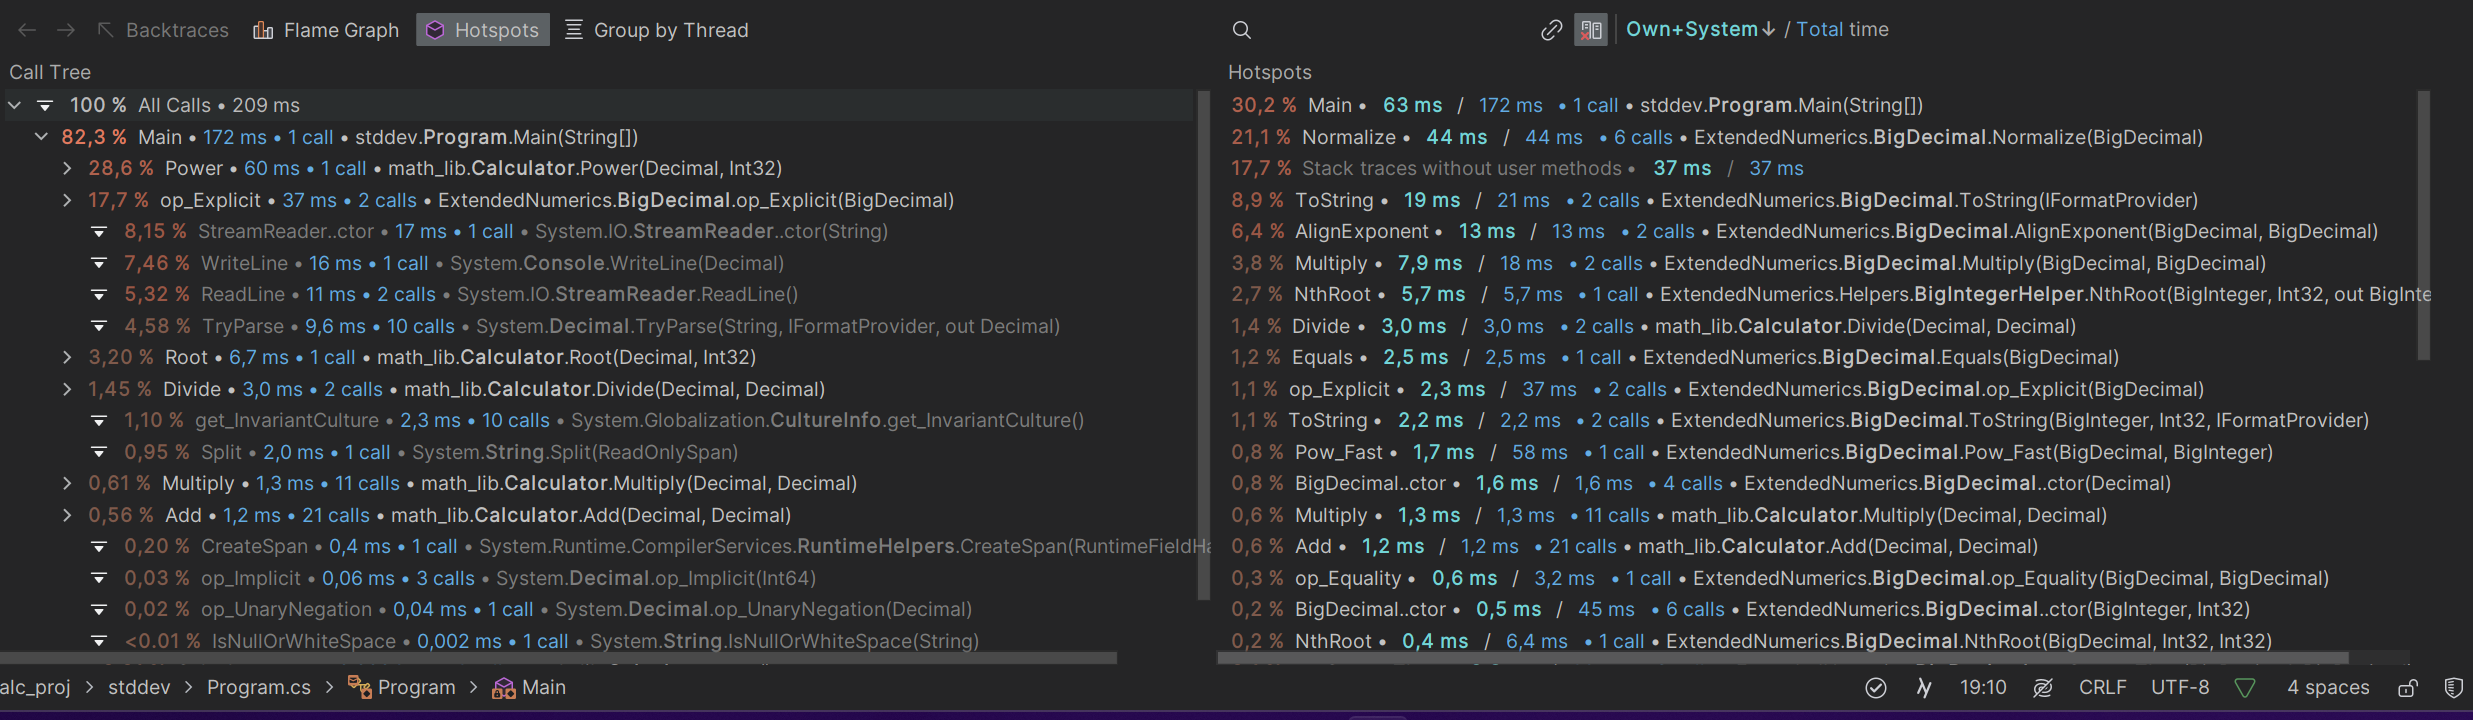 Backtraces Flame Graph Hotspots Group by Thread
Own+System↓ / Total time
Call Tree
100 % All Calls • 209 ms
82,3 % Main • 172 ms • 1 call • stddev.Program.Main(String[])
28,6 % Power • 60 ms • 1 call • math_lib.Calculator.Power(Decimal, Int32)
17,7 % op_Explicit • 37 ms • 2 calls • ExtendedNumerics.BigDecimal.op_Explicit(BigDecimal)
8,15 % StreamReader..ctor • 17 ms • 1 call • System.IO.StreamReader..ctor(String)
7,46 % WriteLine • 16 ms • 1 call • System.Console.WriteLine(Decimal)
5,32 % ReadLine • 11 ms • 2 calls • System.IO.StreamReader.ReadLine()
4,58 % TryParse • 9,6 ms • 10 calls • System.Decimal.TryParse(String, IFormatProvider, out Decimal)
3,20 % Root • 6,7 ms • 1 call • math_lib.Calculator.Root(Decimal, Int32)
1,45 % Divide • 3,0 ms • 2 calls • math_lib.Calculator.Divide(Decimal, Decimal)
1,10 % get_InvariantCulture • 2,3 ms • 10 calls • System.Globalization.CultureInfo.get_InvariantCulture()
0,95 % Split • 2,0 ms • 1 call • System.String.Split(ReadOnlySpan)
0,61 % Multiply • 1,3 ms • 11 calls • math_lib.Calculator.Multiply(Decimal, Decimal)
0,56 % Add • 1,2 ms • 21 calls • math_lib.Calculator.Add(Decimal, Decimal)
0,20 % CreateSpan • 0,4 ms • 1 call • System.Runtime.CompilerServices.RuntimeHelpers.CreateSpan(RuntimeFieldHa
0,03 % op_Implicit • 0,06 ms • 3 calls • System.Decimal.op_Implicit(Int64)
0,02 % op_UnaryNegation • 0,04 ms • 1 call • System.Decimal.op_UnaryNegation(Decimal)
<0.01 % IsNullOrWhiteSpace • 0,002 ms • 1 call • System.String.IsNullOrWhiteSpace(String)
Hotspots
30,2 % Main • 63 ms / 172 ms • 1 call • stddev.Program.Main(String[])
21,1 % Normalize • 44 ms / 44 ms • 6 calls • ExtendedNumerics.BigDecimal.Normalize(BigDecimal)
17,7 % Stack traces without user methods • 37 ms / 37 ms
8,9 % ToString • 19 ms / 21 ms • 2 calls • ExtendedNumerics.BigDecimal.ToString(IFormatProvider)
6,4 % AlignExponent • 13 ms / 13 ms • 2 calls • ExtendedNumerics.BigDecimal.AlignExponent(BigDecimal, BigDecimal)
3,8 % Multiply • 7,9 ms / 18 ms • 2 calls • ExtendedNumerics.BigDecimal.Multiply(BigDecimal, BigDecimal)
2,7 % NthRoot • 5,7 ms / 5,7 ms • 1 call • ExtendedNumerics.Helpers.BigIntegerHelper.NthRoot(BigInteger, Int32, out BigInte
1,4 % Divide • 3,0 ms / 3,0 ms • 2 calls • math_lib.Calculator.Divide(Decimal, Decimal)
1,2 % Equals • 2,5 ms / 2,5 ms • 1 call • ExtendedNumerics.BigDecimal.Equals(BigDecimal)
1,1 % op_Explicit • 2,3 ms / 37 ms • 2 calls • ExtendedNumerics.BigDecimal.op_Explicit(BigDecimal)
1,1 % ToString • 2,2 ms / 2,2 ms • 2 calls • ExtendedNumerics.BigDecimal.ToString(BigInteger, Int32, IFormatProvider)
0,8 % Pow_Fast • 1,7 ms / 58 ms • 1 call • ExtendedNumerics.BigDecimal.Pow_Fast(BigDecimal, BigInteger)
0,8 % BigDecimal..ctor • 1,6 ms / 1,6 ms • 4 calls • ExtendedNumerics.BigDecimal..ctor(Decimal)
0,6 % Multiply • 1,3 ms / 1,3 ms • 11 calls • math_lib.Calculator.Multiply(Decimal, Decimal)
0,6 % Add • 1,2 ms / 1,2 ms • 21 calls • math_lib.Calculator.Add(Decimal, Decimal)
0,3 % op_Equality • 0,6 ms / 3,2 ms • 1 call • ExtendedNumerics.BigDecimal.op_Equality(BigDecimal, BigDecimal)
0,2 % BigDecimal..ctor • 0,5 ms / 45 ms • 6 calls • ExtendedNumerics.BigDecimal..ctor(BigInteger, Int32)
0,2 % NthRoot • 0,4 ms / 6,4 ms • 1 call • ExtendedNumerics.BigDecimal.NthRoot(BigDecimal, Int32, Int32)
alc_proj > stddev > Program.cs > Program > Main
19:10 CRLF UTF-8 4 spaces